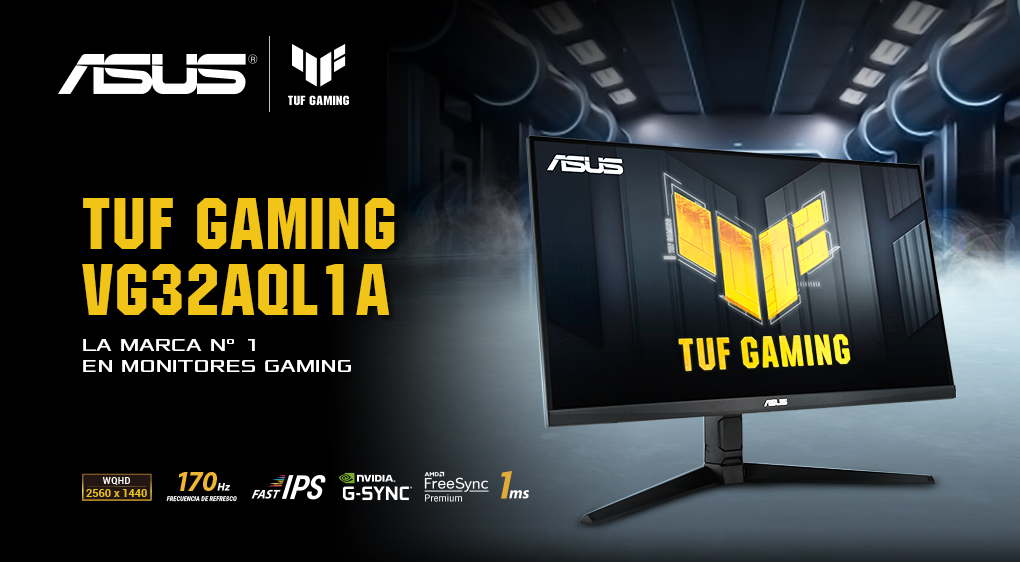 ASUS®
TUF GAMING
TUF GAMING
VG32AQL1A
LA MARCA Nº 1
EN MONITORES GAMING
ASUS
TUF GAMING
ASUS
WQHD
2560 x 1440
170Hz
FRECUENCIA DE REFRESCO
FAST IPS
NVIDIA.
G-SYNC
AMD
FreeSync
Premium
1ms